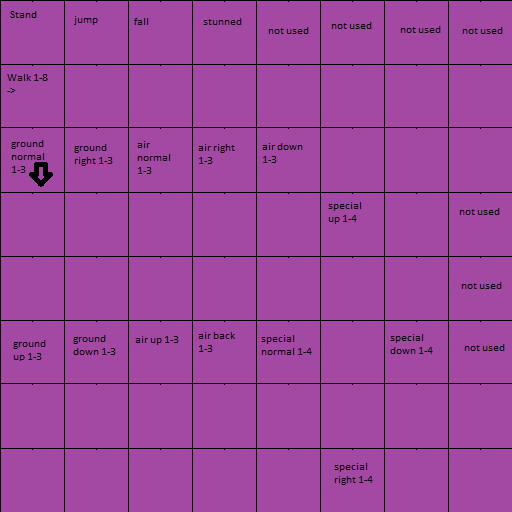 Stand
jump
fall
stunned
not used
not used
not used
not used
Walk 1-8
->
ground
normal
1-3
ground
right 1-3
air
normal
1-3
air right
1-3
air down
1-3
special
up 1-4
not used
not used
ground
up 1-3
ground
down 1-3
air up 1-3
air back
1-3
special
normal 1-4
special
down 1-4
not used
special
right 1-4